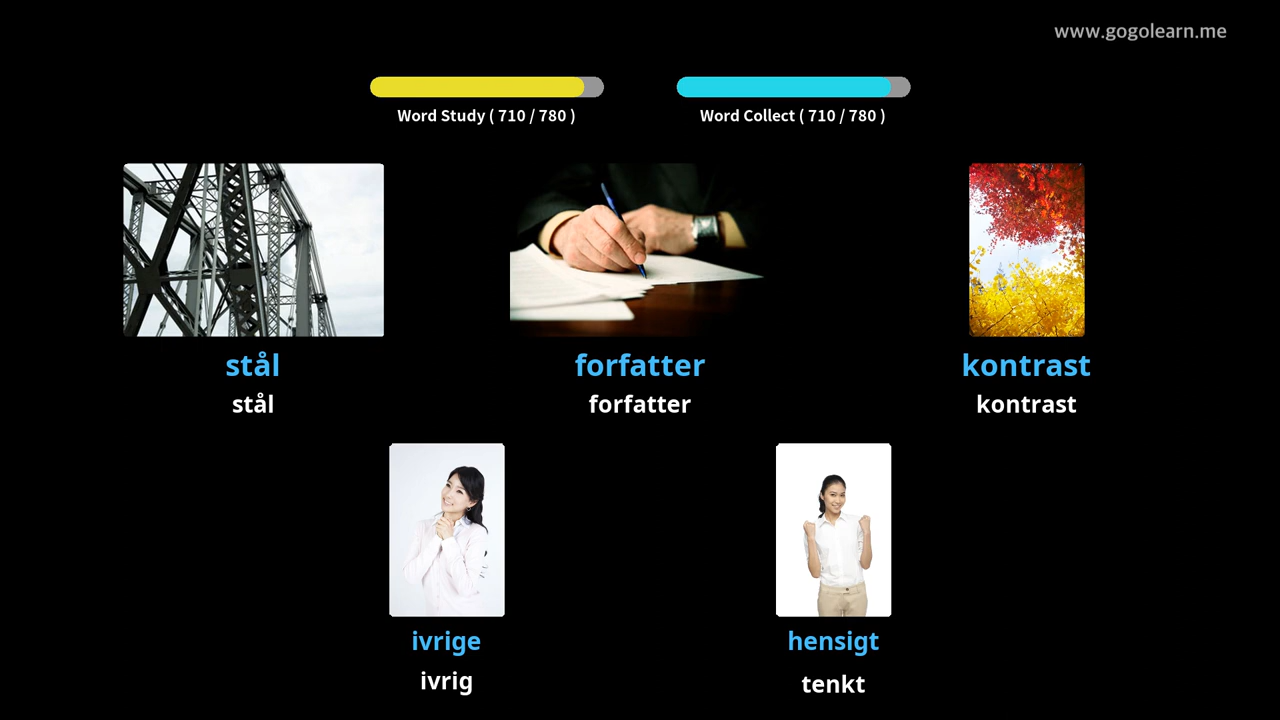 www.gogolearn.me
Word Study ( 710 / 780 )
Word Collect ( 710 / 780 )
stål
stål
forfatter
forfatter
kontrast
kontrast
ivrige
ivrig
hensigt
tenkt